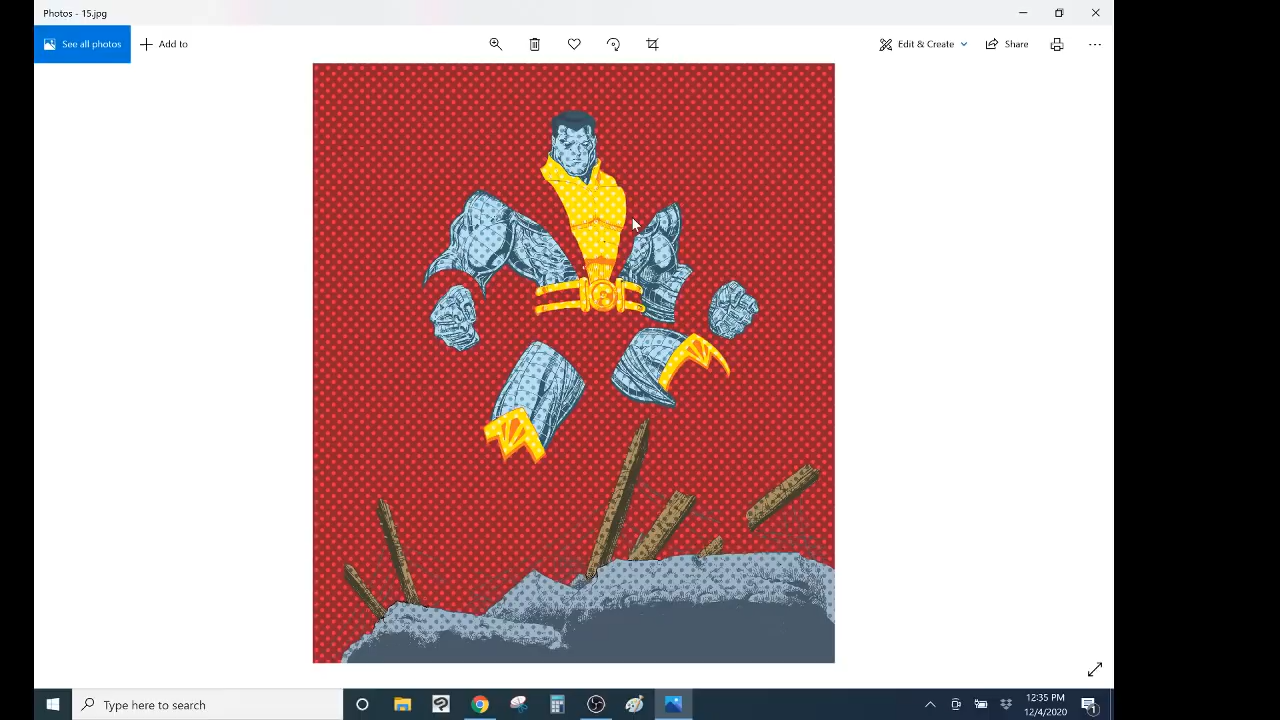 Photos - 15.jpg
See all photos
Add to
Edit & Create
Share
Type here to search
12:35 PM
12/4/2020
1